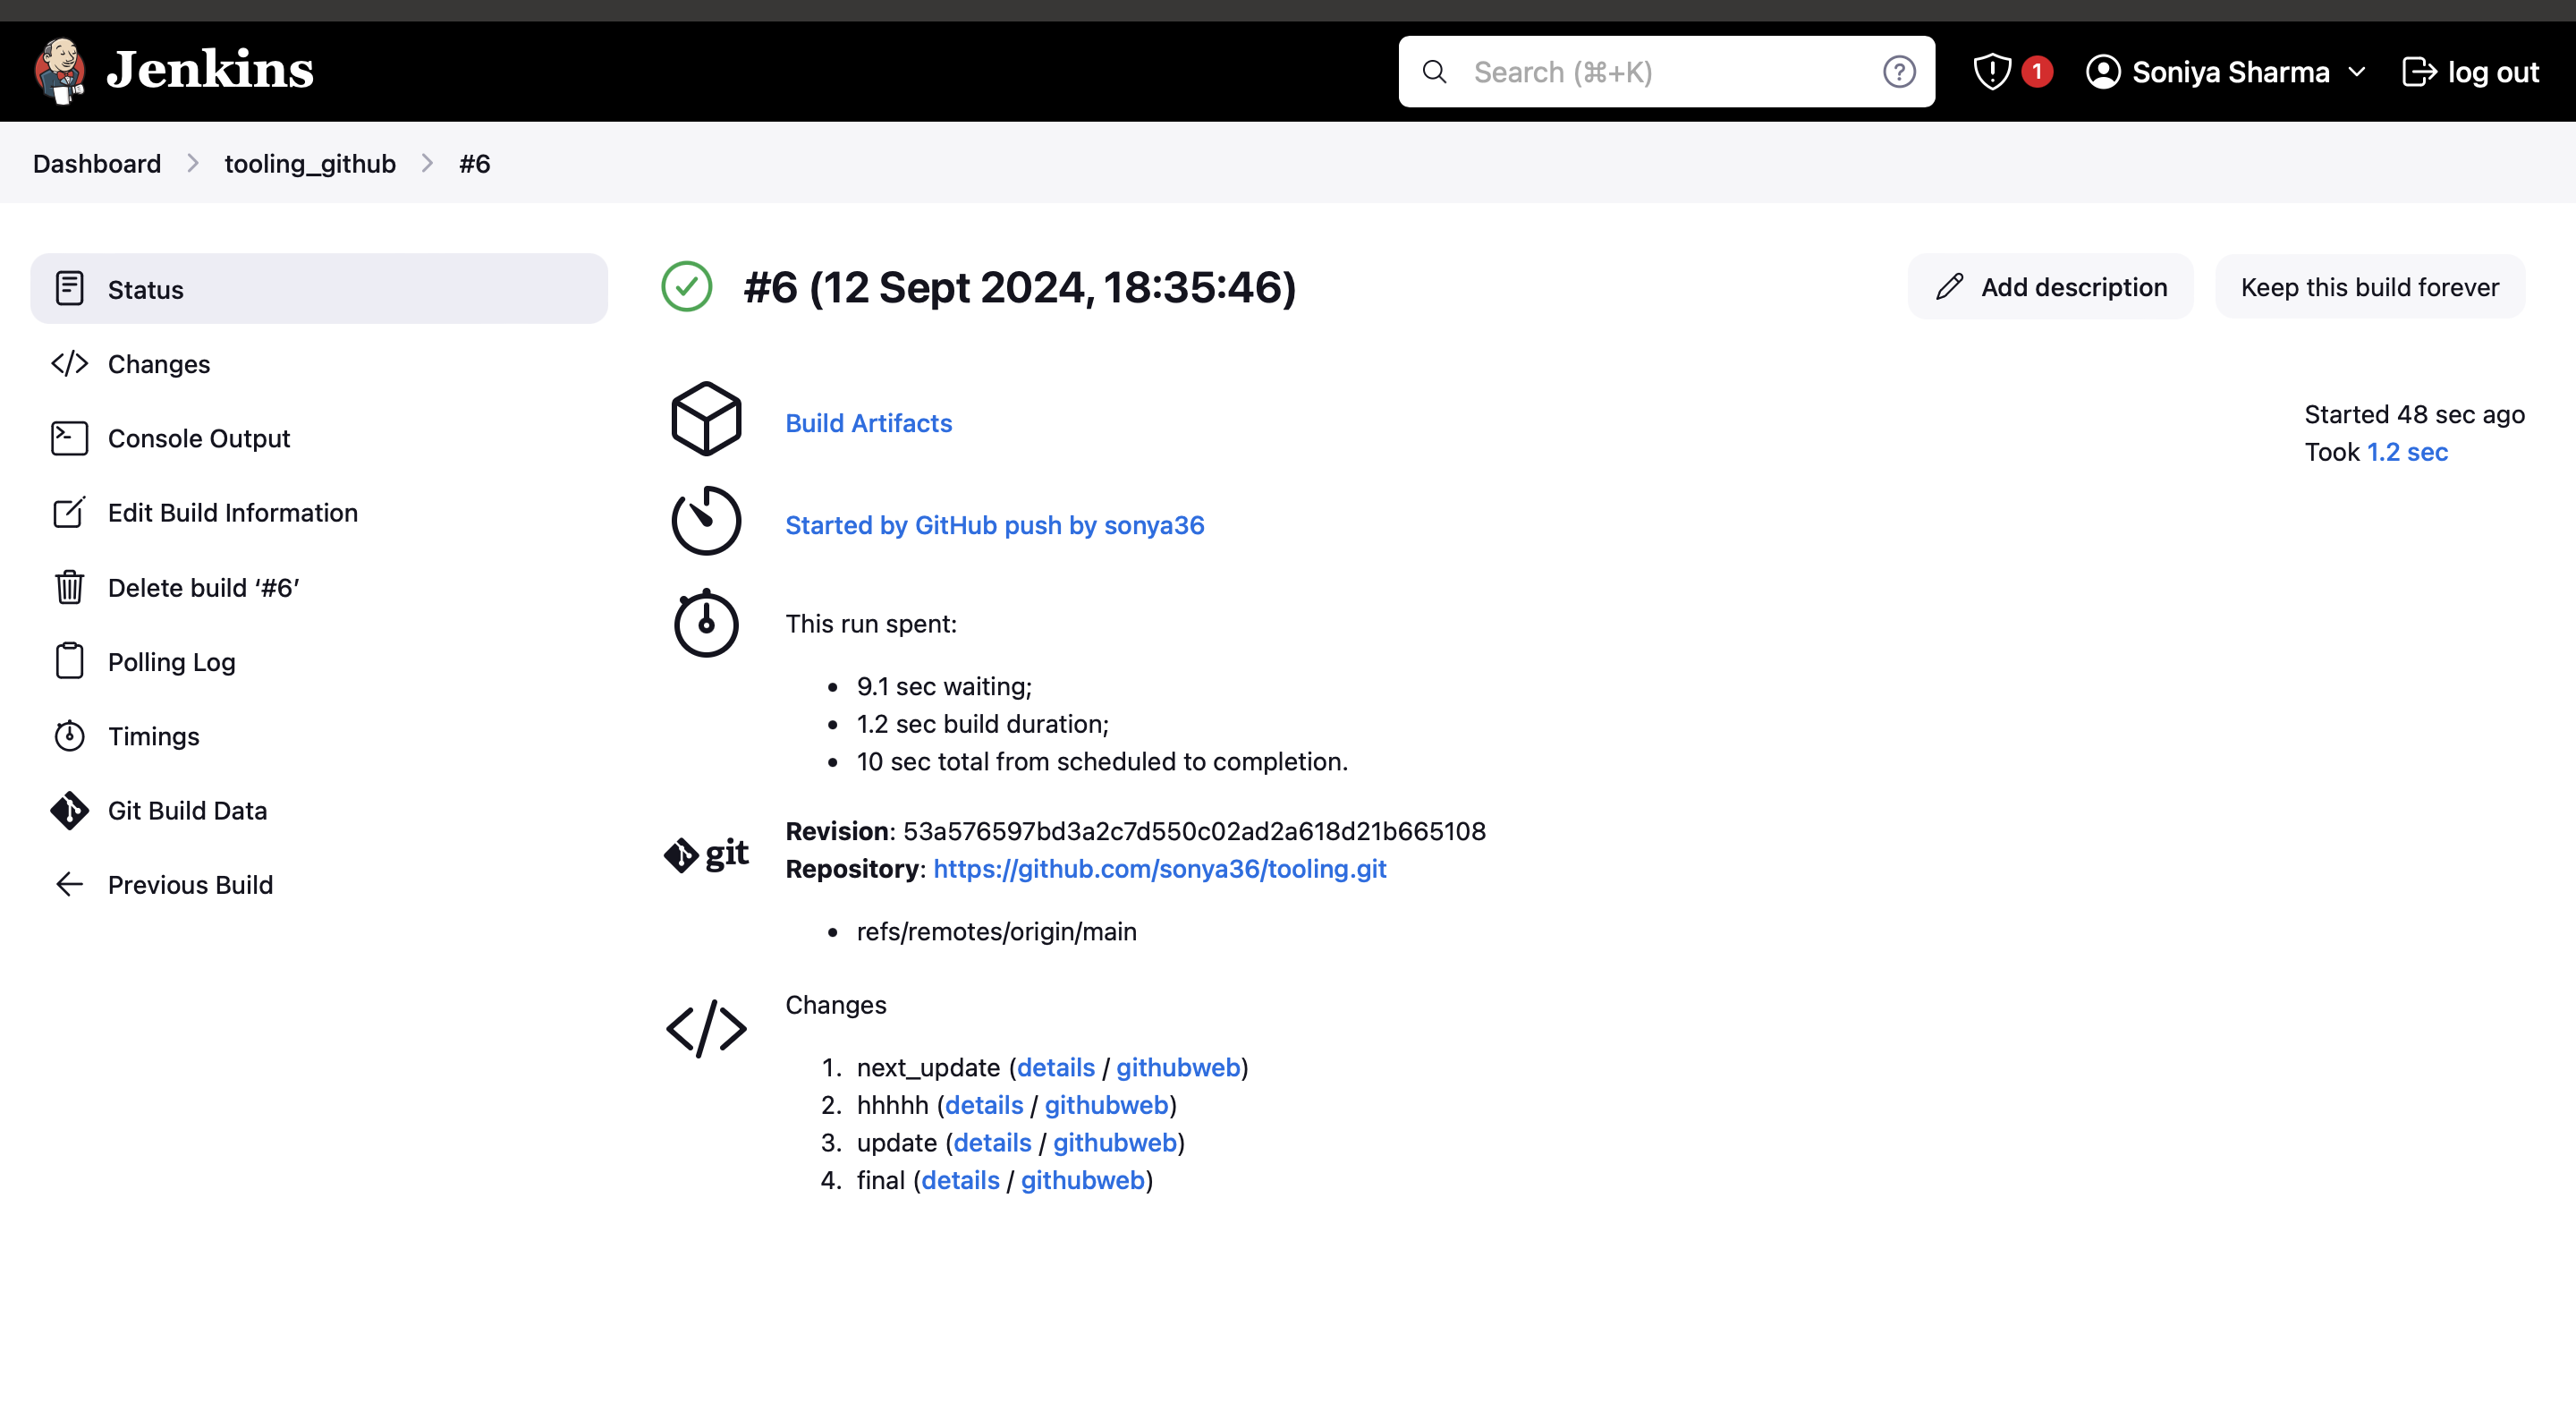 Jenkins
Search (⌘+K)
1
Soniya Sharma
log out
Dashboard
tooling_github
#6
Status
Changes
Console Output
Edit Build Information
Delete build ‘#6’
Polling Log
Timings
Git Build Data
Previous Build
#6 (12 Sept 2024, 18:35:46)
Add description
Keep this build forever
Build Artifacts
Started 48 sec ago
Took 1.2 sec
Started by GitHub push by sonya36
This run spent:
• 9.1 sec waiting;
• 1.2 sec build duration;
• 10 sec total from scheduled to completion.
git
Revision: 53a576597bd3a2c7d550c02ad2a618d21b665108
Repository: https://github.com/sonya36/tooling.git
• refs/remotes/origin/main
Changes
1. next_update (details / githubweb)
2. hhhhh (details / githubweb)
3. update (details / githubweb)
4. final (details / githubweb)